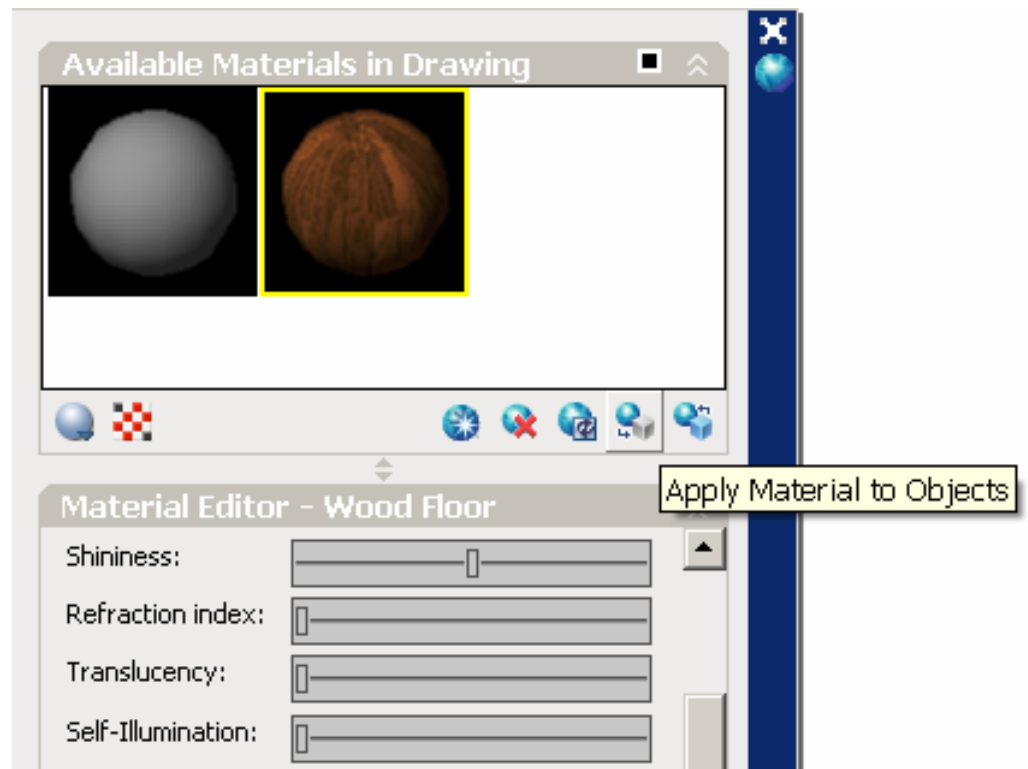 Available Materials in Drawing
Apply Material to Objects
Material Editor - Wood Floor
Shininess:
Refraction index:
Translucency:
Self-Illumination: